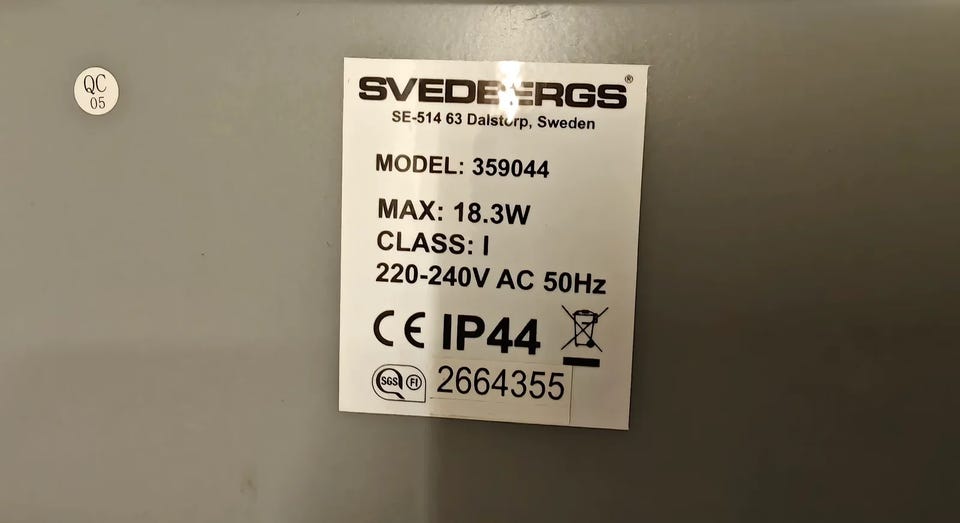 QC
05
SVEDBERGS®
SE-514 63 Dalstorp, Sweden
MODEL: 359044
MAX: 18.3W
CLASS: I
220-240V AC 50Hz
CE IP44
SGS FI 2664355